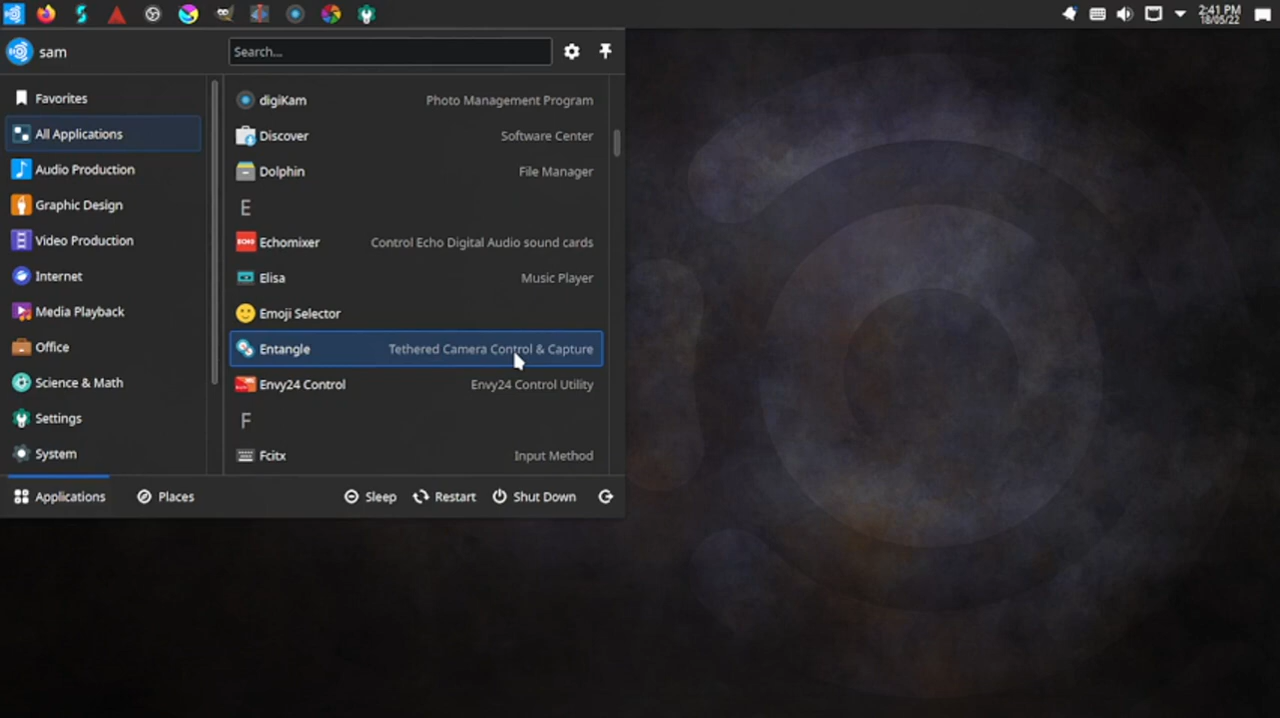 2:41 PM
18/05/22
sam
Search...
Favorites
All Applications
Audio Production
Graphic Design
Video Production
Internet
Media Playback
Office
Science & Math
Settings
System
digiKam Photo Management Program
Discover Software Center
Dolphin File Manager
E
Echomixer Control Echo Digital Audio sound cards
Elisa Music Player
Emoji Selector
Entangle Tethered Camera Control & Capture
Envy24 Control Envy24 Control Utility
F
Fcitx Input Method
Applications Places Sleep Restart Shut Down